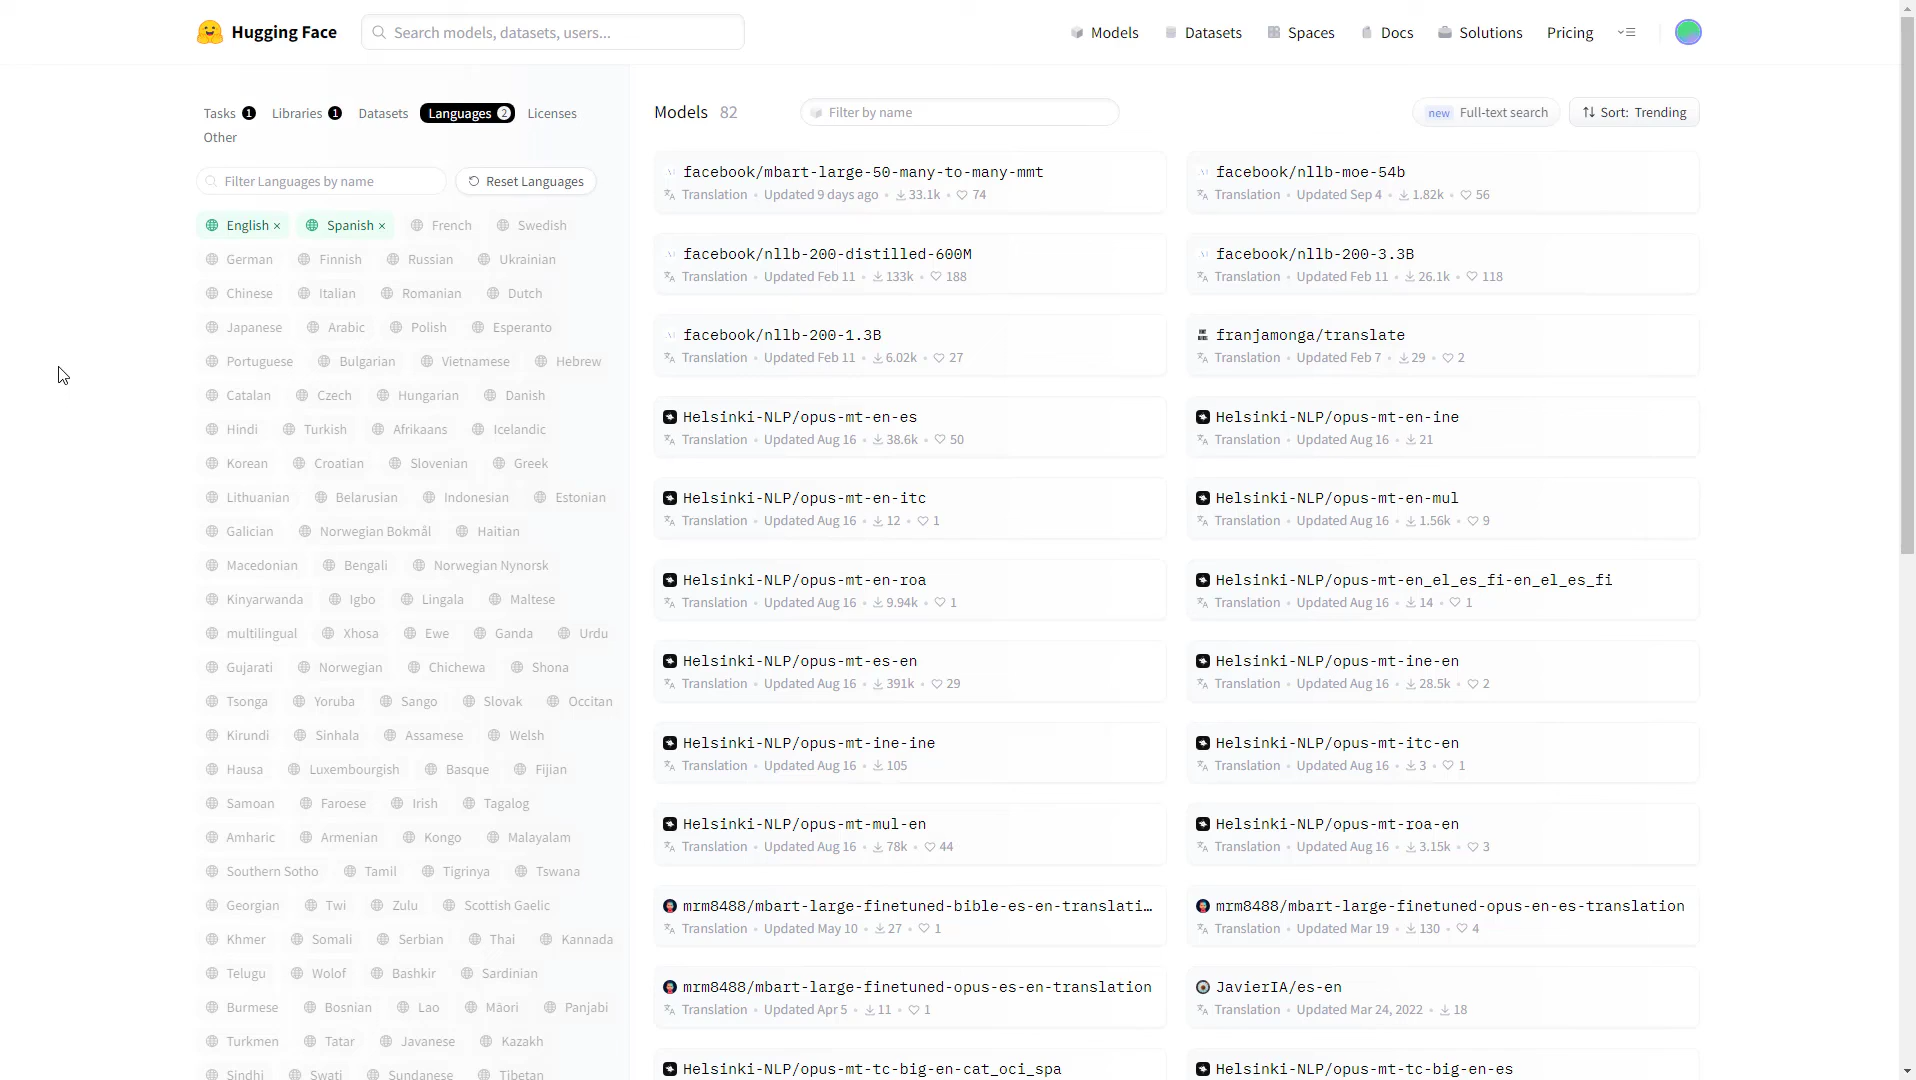 Hugging Face
Search models, datasets, users...
Models Datasets Spaces Docs Solutions Pricing
Tasks 1 Libraries 1 Datasets Languages 2 Licenses
Other
Filter Languages by name Reset Languages
English × Spanish × French Swedish
German Finnish Russian Ukrainian
Chinese Italian Romanian Dutch
Japanese Arabic Polish Esperanto
Portuguese Bulgarian Vietnamese Hebrew
Catalan Czech Hungarian Danish
Hindi Turkish Afrikaans Icelandic
Korean Croatian Slovenian Greek
Lithuanian Belarusian Indonesian Estonian
Galician Norwegian Bokmål Haitian
Macedonian Bengali Norwegian Nynorsk
Kinyarwanda Igbo Lingala Maltese
multilingual Xhosa Ewe Ganda Urdu
Gujarati Norwegian Chichewa Shona
Tsonga Yoruba Sango Slovak Occitan
Kirundi Sinhala Assamese Welsh
Hausa Luxembourgish Basque Fijian
Samoan Faroese Irish Tagalog
Amharic Armenian Kongo Malayalam
Southern Sotho Tamil Tigrinya Tswana
Georgian Twi Zulu Scottish Gaelic
Khmer Somali Serbian Thai Kannada
Telugu Wolof Bashkir Sardinian
Burmese Bosnian Lao Māori Panjabi
Turkmen Tatar Javanese Kazakh
Sindhi Swati Sundanese Tibetan
Models 82 Filter by name new Full-text search Sort: Trending
facebook/mbart-large-50-many-to-many-mmt
Translation • Updated 9 days ago • 33.1k • 74
facebook/nllb-moe-54b
Translation • Updated Sep 4 • 1.82k • 56
facebook/nllb-200-distilled-600M
Translation • Updated Feb 11 • 133k • 188
facebook/nllb-200-3.3B
Translation • Updated Feb 11 • 26.1k • 118
facebook/nllb-200-1.3B
Translation • Updated Feb 11 • 6.02k • 27
franjamonga/translate
Translation • Updated Feb 7 • 29 • 2
Helsinki-NLP/opus-mt-en-es
Translation • Updated Aug 16 • 38.6k • 50
Helsinki-NLP/opus-mt-en-ine
Translation • Updated Aug 16 • 21
Helsinki-NLP/opus-mt-en-itc
Translation • Updated Aug 16 • 12 • 1
Helsinki-NLP/opus-mt-en-mul
Translation • Updated Aug 16 • 1.56k • 9
Helsinki-NLP/opus-mt-en-roa
Translation • Updated Aug 16 • 9.94k • 1
Helsinki-NLP/opus-mt-en_el_es_fi-en_el_es_fi
Translation • Updated Aug 16 • 14 • 1
Helsinki-NLP/opus-mt-es-en
Translation • Updated Aug 16 • 391k • 29
Helsinki-NLP/opus-mt-ine-en
Translation • Updated Aug 16 • 28.5k • 2
Helsinki-NLP/opus-mt-ine-ine
Translation • Updated Aug 16 • 105
Helsinki-NLP/opus-mt-itc-en
Translation • Updated Aug 16 • 3 • 1
Helsinki-NLP/opus-mt-mul-en
Translation • Updated Aug 16 • 78k • 44
Helsinki-NLP/opus-mt-roa-en
Translation • Updated Aug 16 • 3.15k • 3
mrm8488/mbart-large-finetuned-bible-es-en-translati…
Translation • Updated May 10 • 27 • 1
mrm8488/mbart-large-finetuned-opus-en-es-translation
Translation • Updated Mar 19 • 130 • 4
mrm8488/mbart-large-finetuned-opus-es-en-translation
Translation • Updated Apr 5 • 11 • 1
JavierIA/es-en
Translation • Updated Mar 24, 2022 • 18
Helsinki-NLP/opus-mt-tc-big-en-cat_oci_spa
Helsinki-NLP/opus-mt-tc-big-en-es